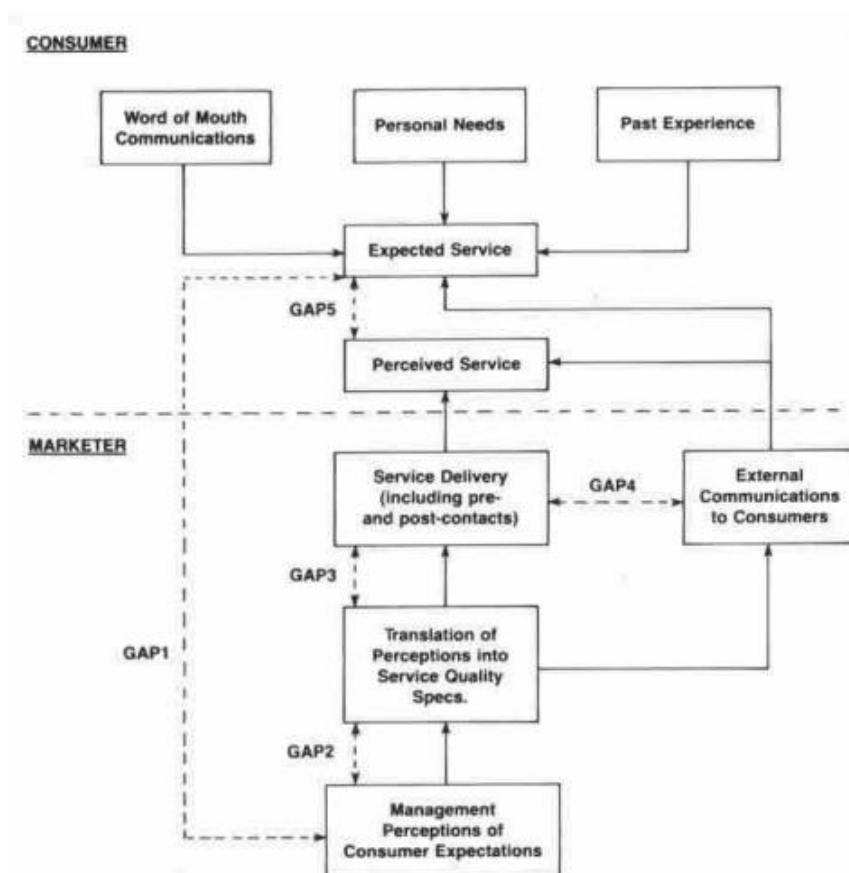 CONSUMER
Word of Mouth
Communications
Personal Needs
Past Experience
Expected Service
GAP5
Perceived Service
MARKETER
Service Delivery
(including pre-
and post-contacts)
GAP4
External
Communications
to Consumers
GAP3
Translation of
Perceptions into
Service Quality
Specs.
GAP1
GAP2
Management
Perceptions of
Consumer Expectations